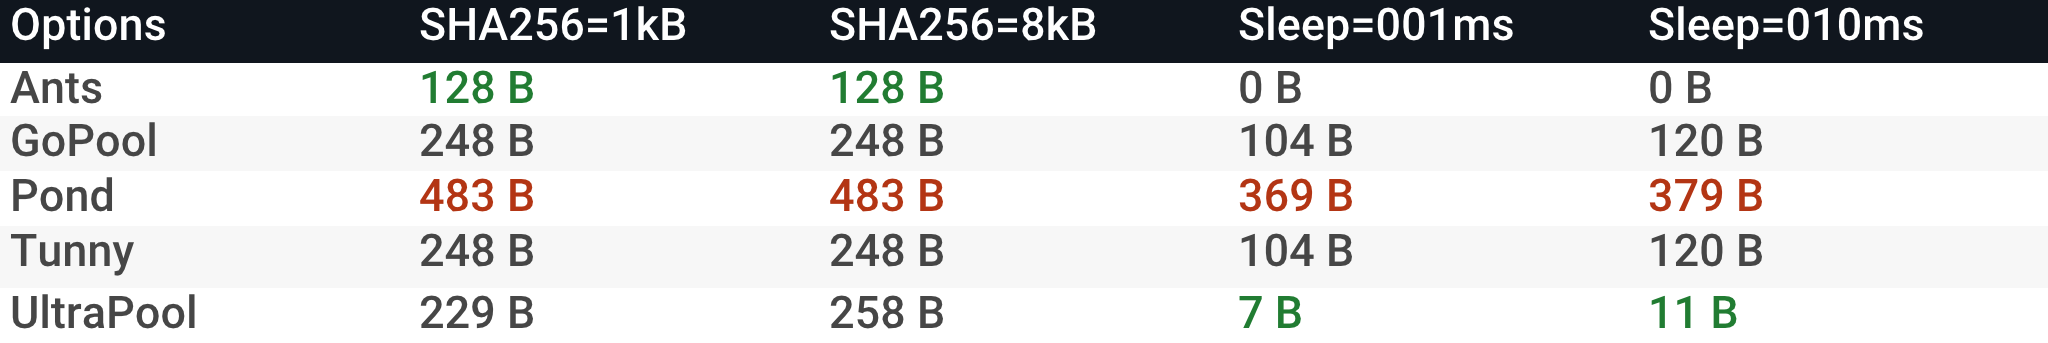 Options SHA256=1kB SHA256=8kB Sleep=001ms Sleep=010ms
Ants 128 B 128 B 0 B 0 B
GoPool 248 B 248 B 104 B 120 B
Pond 483 B 483 B 369 B 379 B
Tunny 248 B 248 B 104 B 120 B
UltraPool 229 B 258 B 7 B 11 B